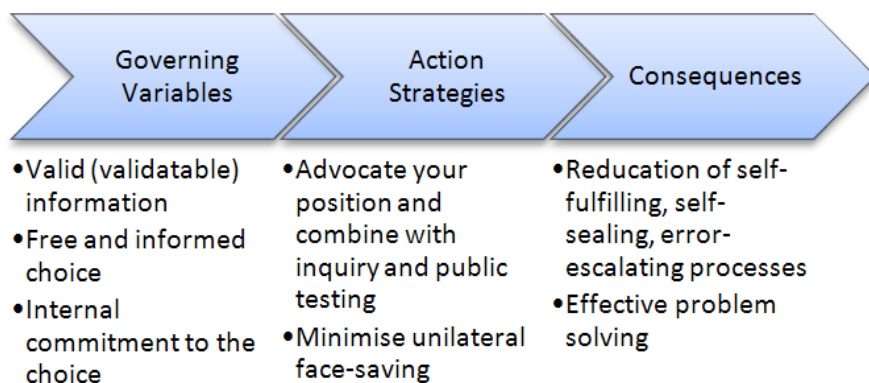 Governing
Variables
Action
Strategies
Consequences
•Valid (validatable)
information
•Free and informed
choice
•Internal
commitment to the
choice
•Advocate your
position and
combine with
inquiry and public
testing
•Minimise unilateral
face-saving
•Reducation of self-
fulfilling, self-
sealing, error-
escalating processes
•Effective problem
solving